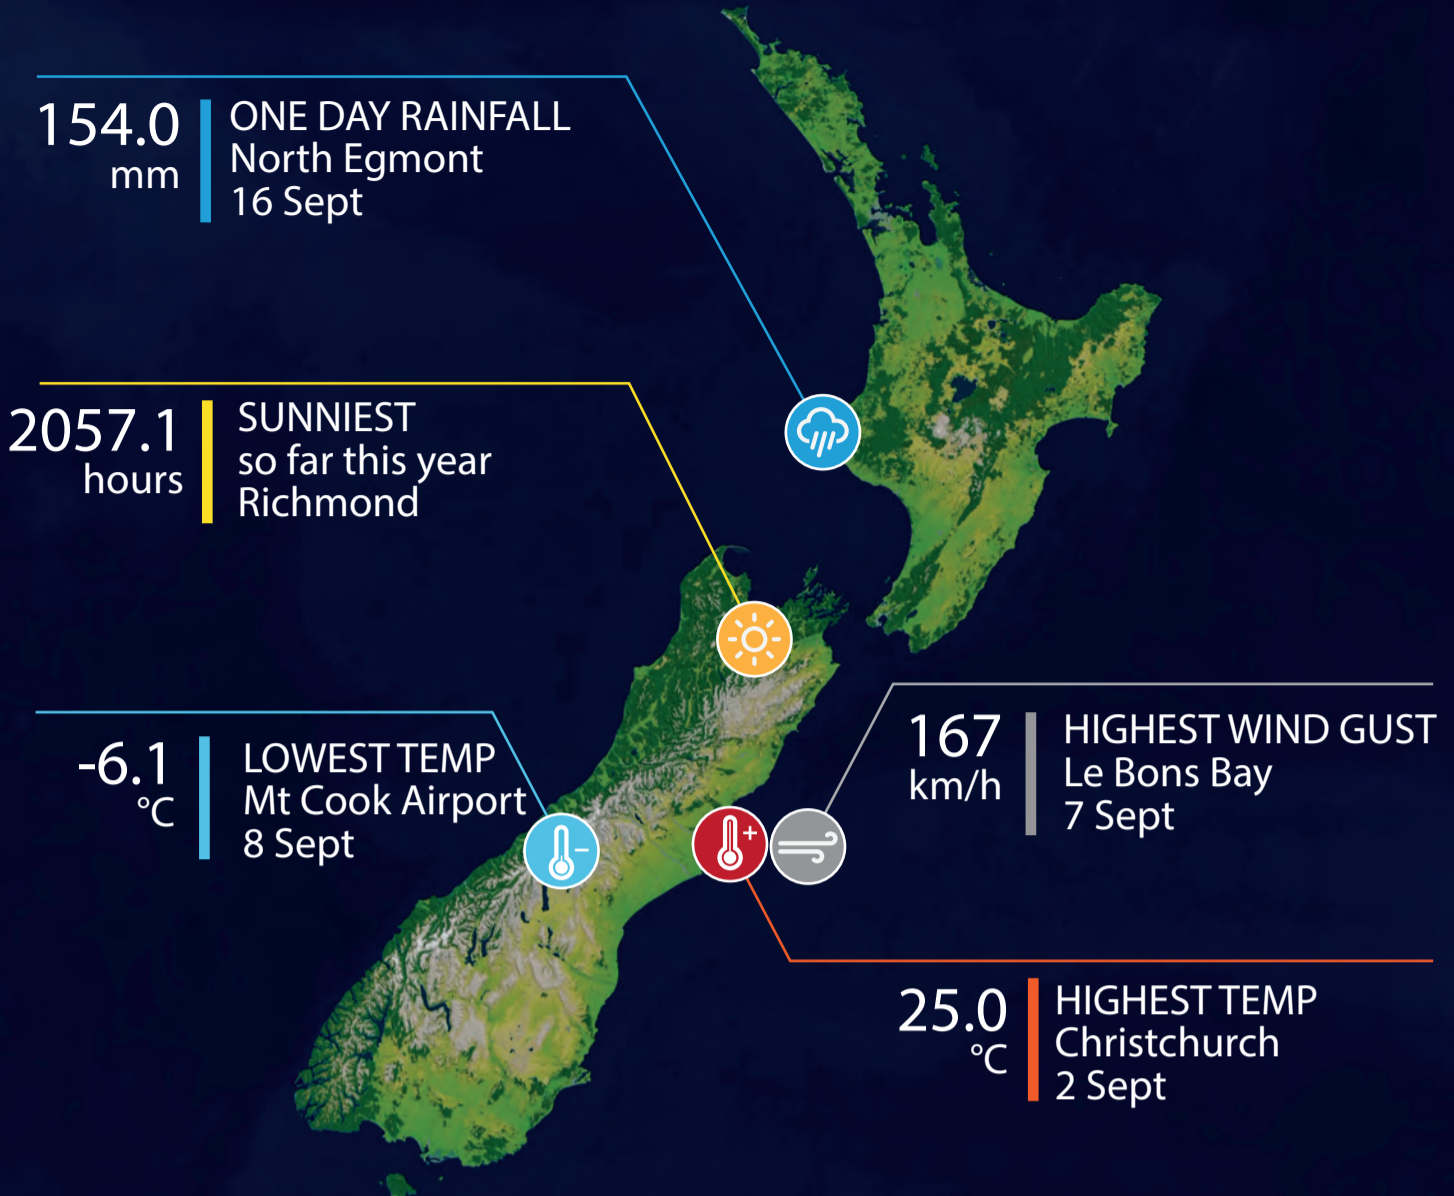 154.0
mm
ONE DAY RAINFALL
North Egmont
16 Sept
2057.1
hours
SUNNIEST
so far this year
Richmond
-6.1
°C
LOWEST TEMP
Mt Cook Airport
8 Sept
167
km/h
HIGHEST WIND GUST
Le Bons Bay
7 Sept
25.0
°C
HIGHEST TEMP
Christchurch
2 Sept